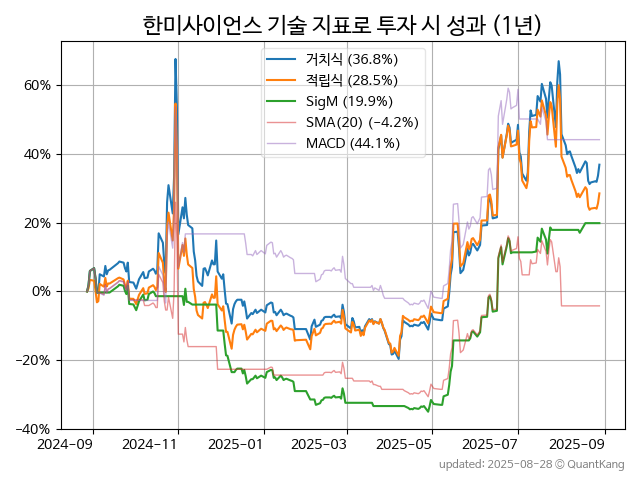 한미사이언스 기술 지표로 투자 시 성과 (1년)
거치식 (36.8%)
적립식 (28.5%)
SigM (19.9%)
SMA(20) (−4.2%)
MACD (44.1%)
60%
40%
20%
0%
−20%
−40%
2024-09 2024-11 2025-01 2025-03 2025-05 2025-07 2025-09
updated: 2025-08-28 © QuantKang